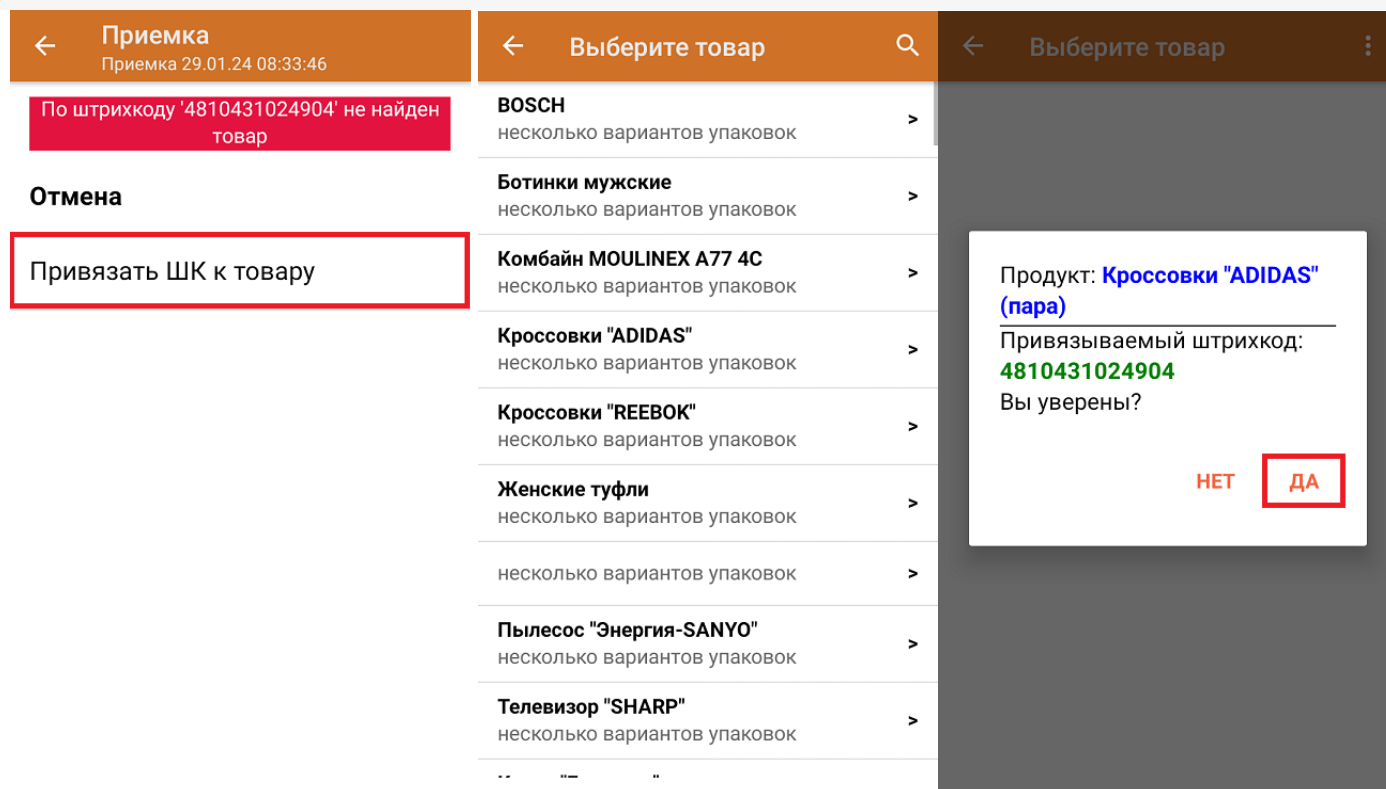 Приемка
Приемка 29.01.24 08:33:46
По штрихкоду '4810431024904' не найден
товар
Отмена
Привязать ШК к товару
Выберите товар
BOSCH
несколько вариантов упаковок
>
Ботинки мужские
несколько вариантов упаковок
>
Комбайн MOULINEX A77 4C
несколько вариантов упаковок
>
Кроссовки "ADIDAS"
несколько вариантов упаковок
>
Кроссовки "REEBOK"
несколько вариантов упаковок
>
Женские туфли
несколько вариантов упаковок
>
несколько вариантов упаковок
>
Пылесос "Энергия-SANYO"
несколько вариантов упаковок
>
Телевизор "SHARP"
несколько вариантов упаковок
>
Выберите товар
Продукт: Кроссовки "ADIDAS"
(пара)
Привязываемый штрихкод:
4810431024904
Вы уверены?
НЕТ ДА